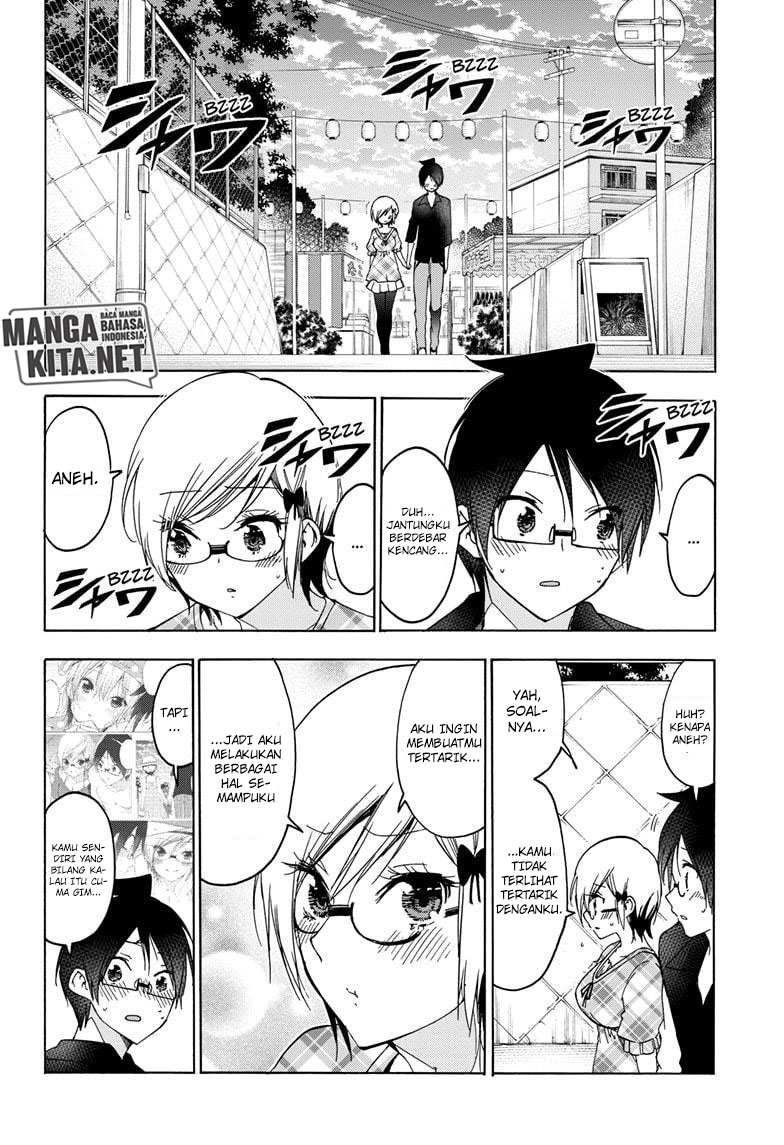 シャワ
BZZZ
シャワ
BZZZ
シャワ
BZZZ
MANGA
KITA.NET
BACA MANGA
BAHASA
INDONESIA
シャワ
BZZZ
DUH...
JANTUNGKU
BERDEBAR
KENCANG...
...
シャワ
BZZZ
...
ANEH.
シャワ
BZZZ
HUH?
KENAPA
ANEH?
YAH,
SOAL-
NYA...
...KAMU
TIDAK
TERLIHAT
TERTARIK
DENGANKU.
AKU INGIN
MEMBUATMU
TERTARIK...
...JADI AKU
MELAKUKAN
BERBAGAI
HAL SE-
MAMPUKU
TAPI
...
KAMU SEN-
DIRI YANG
BILANG KA-
LAU ITU CU-
MA GIM...